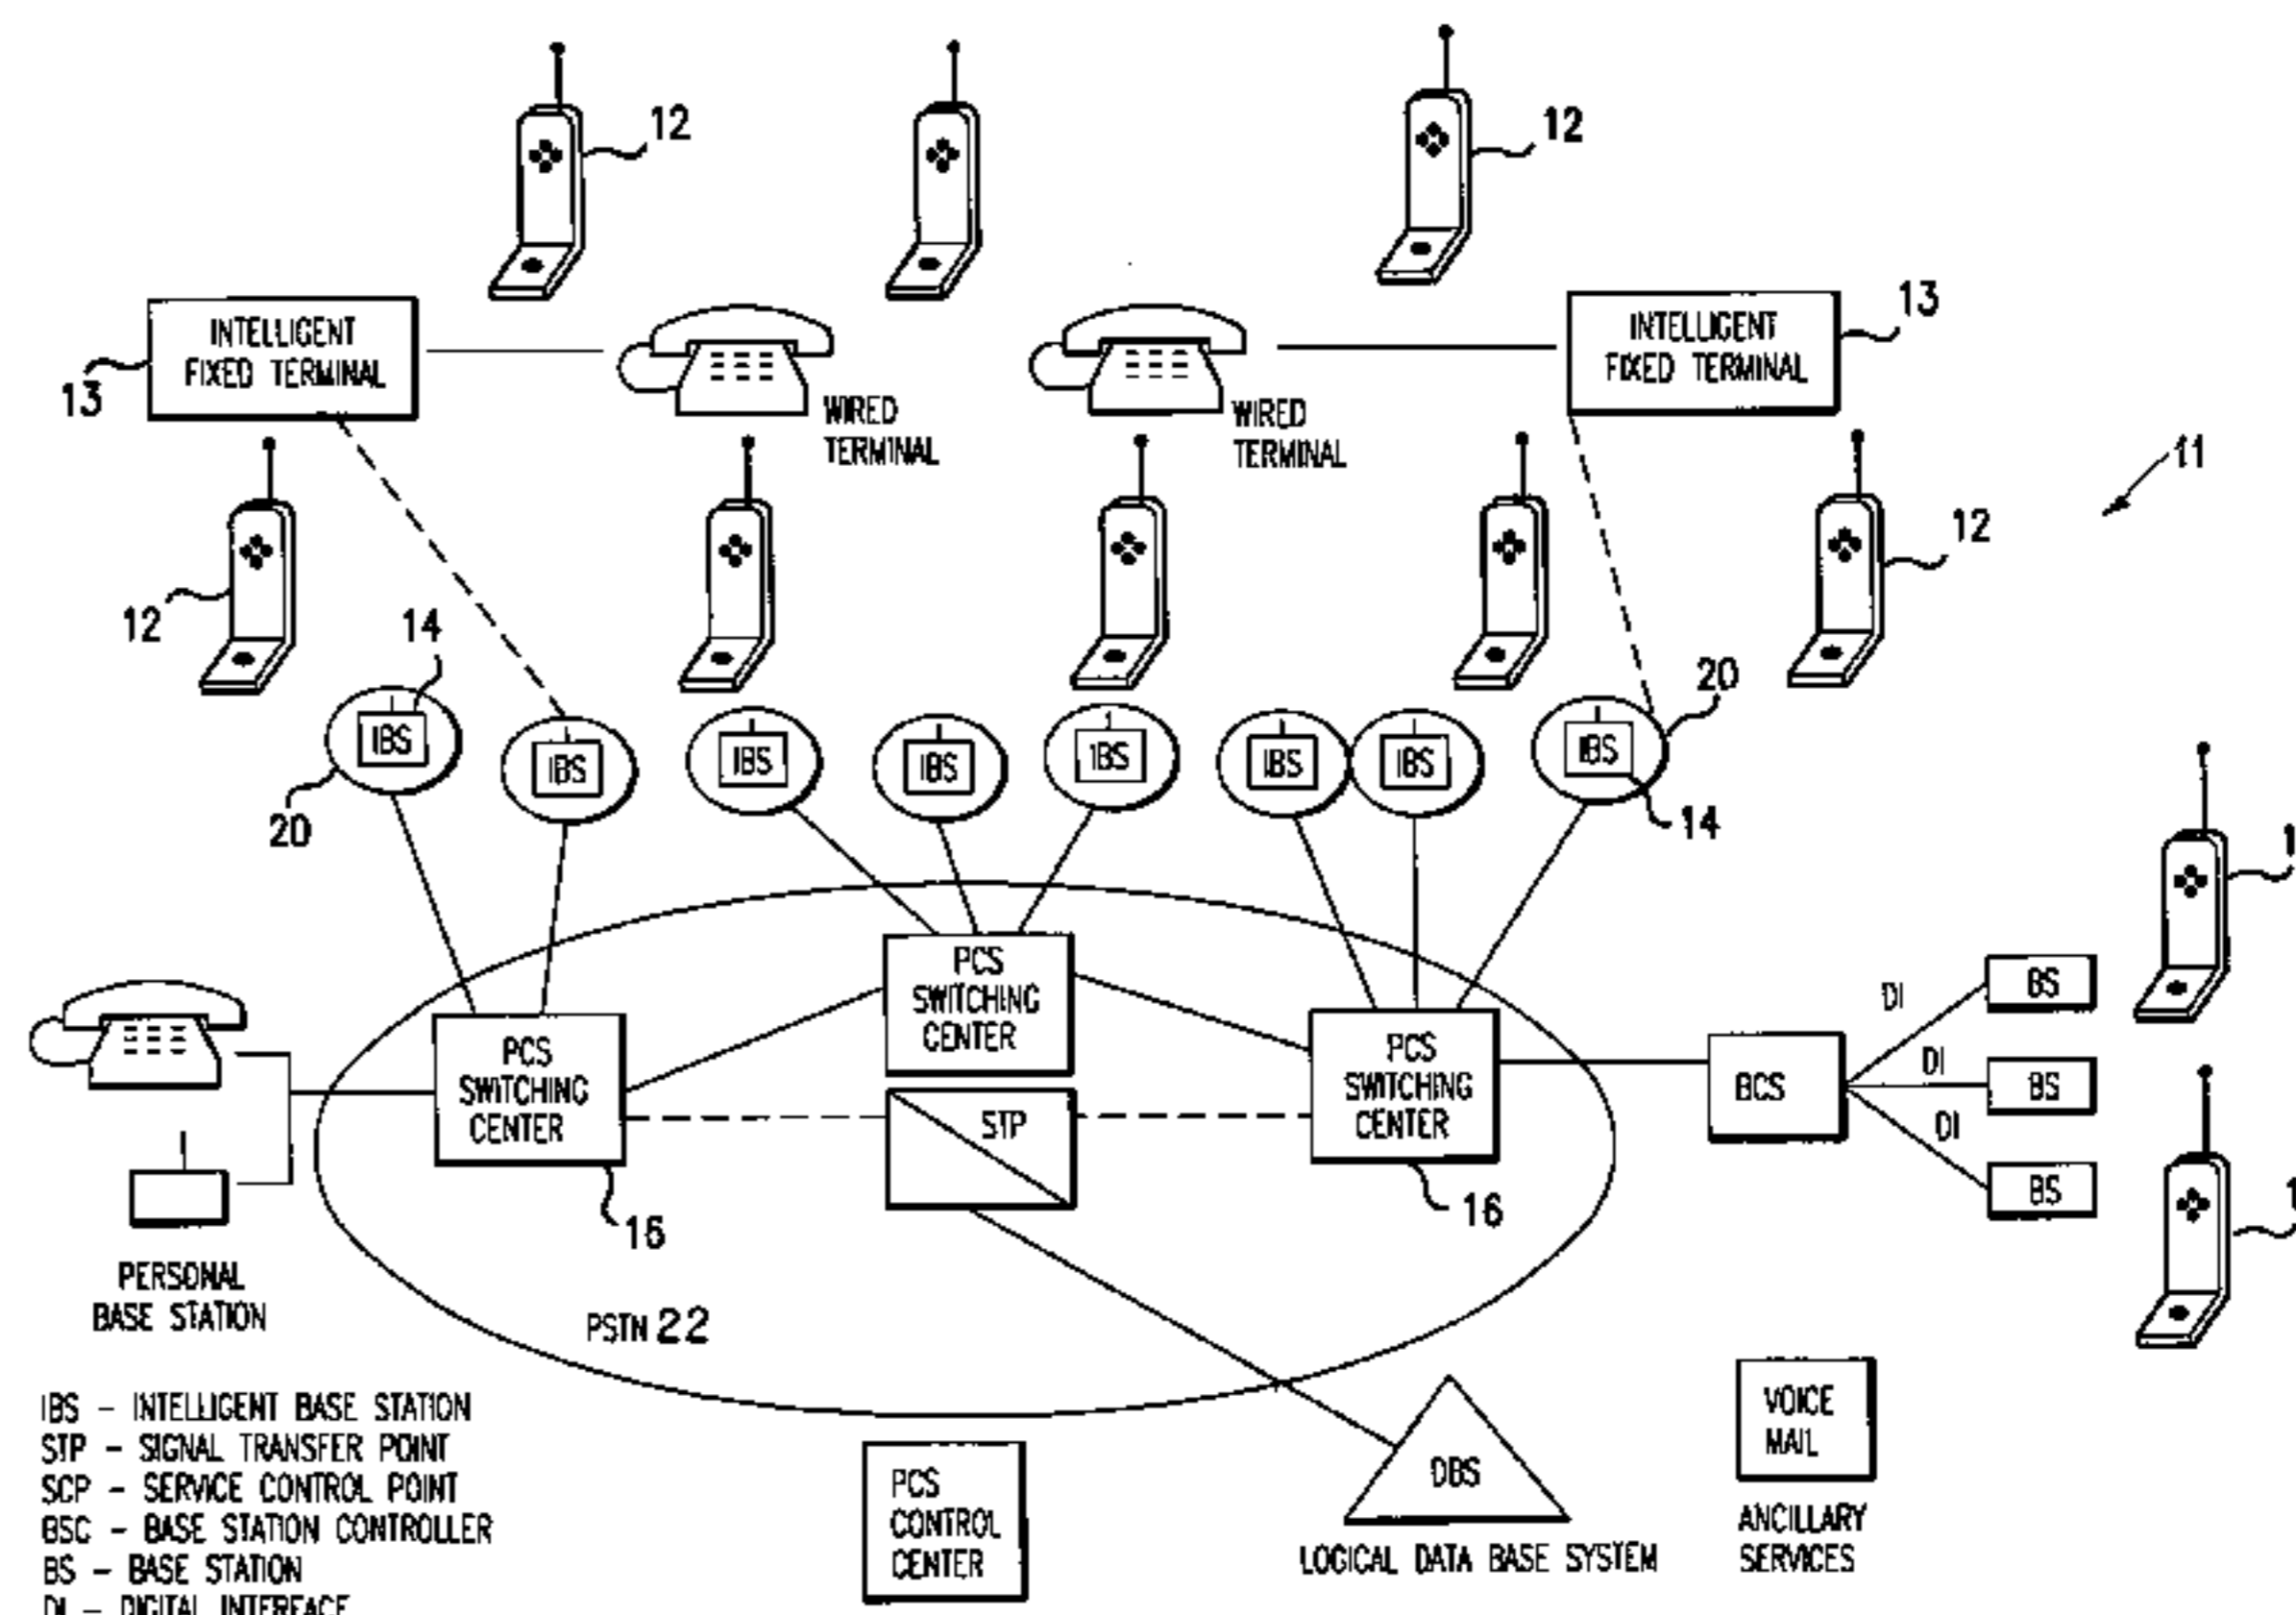 12
12
INTELLIGENT
FIXED TERMINAL
13
WIRED
TERMINAL
WIRED
TERMINAL
INTELLIGENT
FIXED TERMINAL
13
11
12
12
14
20
IBS
IBS
IBS
IBS
IBS
IBS
IBS
IBS
20
14
PCS
SWITCHING
CENTER
PCS
SWITCHING
CENTER
PCS
SWITCHING
CENTER
STP
16
16
BCS
DI
DI
DI
BS
BS
BS
PERSONAL
BASE STATION
PSTN 22
IBS – INTELLIGENT BASE STATION
STP – SIGNAL TRANSFER POINT
SCP – SERVICE CONTROL POINT
BSC – BASE STATION CONTROLLER
BS – BASE STATION
DI – DIGITAL INTERFACE
PCS
CONTROL
CENTER
DBS
LOGICAL DATA BASE SYSTEM
VOICE
MAIL
ANCILLARY
SERVICES